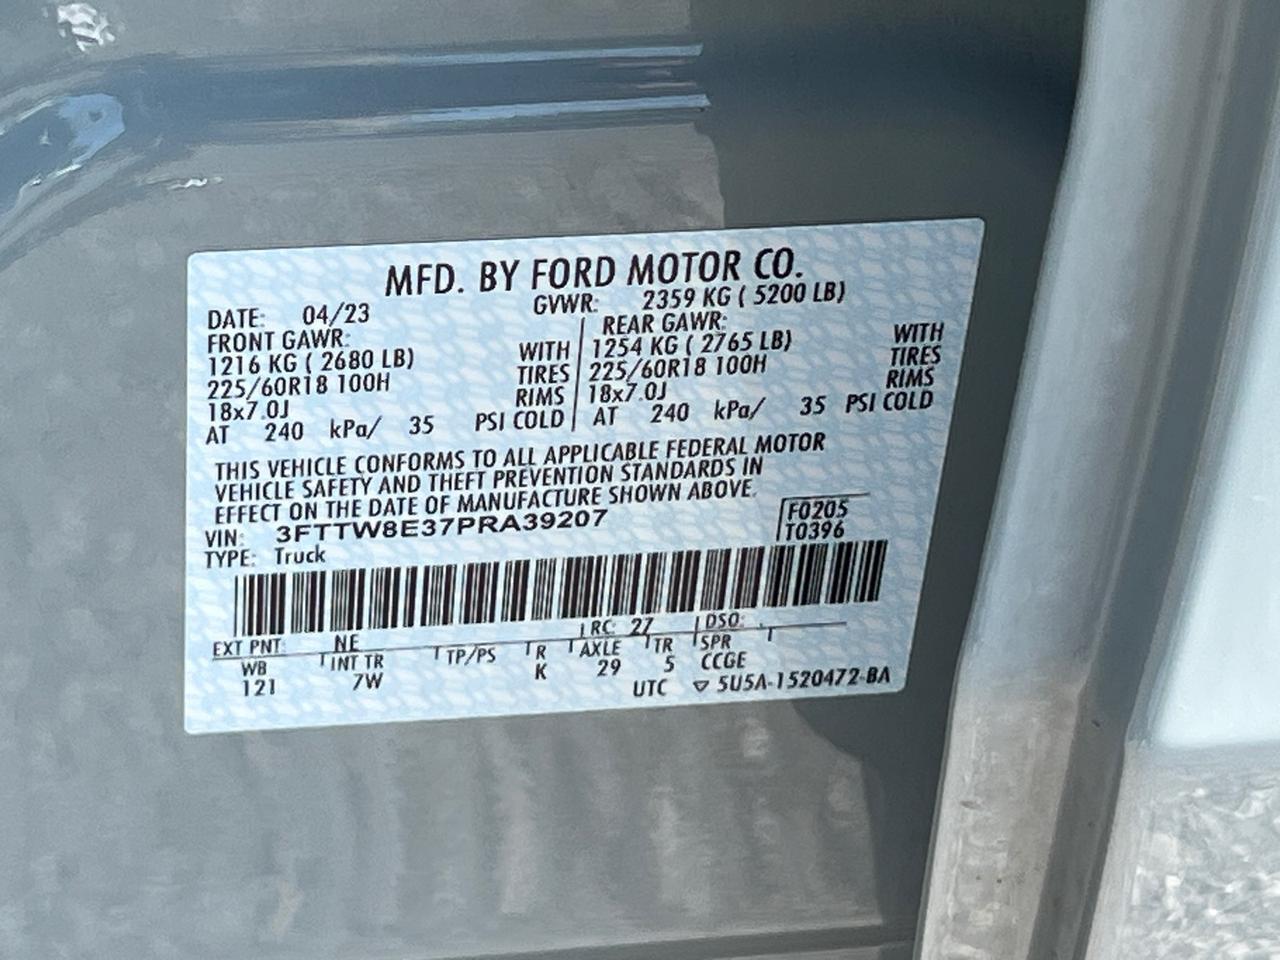 MFD. BY FORD MOTOR CO.
DATE: 04/23 GVWR: 2359 KG ( 5200 LB)
FRONT GAWR: REAR GAWR:
1216 KG ( 2680 LB) WITH 1254 KG ( 2765 LB) WITH
225/60R18 100H TIRES 225/60R18 100H TIRES
18x7.0J RIMS 18x7.0J RIMS
AT 240 kPa/ 35 PSI COLD AT 240 kPa/ 35 PSI COLD
THIS VEHICLE CONFORMS TO ALL APPLICABLE FEDERAL MOTOR
VEHICLE SAFETY AND THEFT PREVENTION STANDARDS IN
EFFECT ON THE DATE OF MANUFACTURE SHOWN ABOVE.
VIN: 3FTTW8E37PRA39207 F0205
TYPE: Truck T0396
EXT PNT: NE RC: 27 DSO:
WB INT TR TP/PS R AXLE TR SPR
121 7W K 29 5 CCGE
UTC ▽ 5U5A-1520472-BA